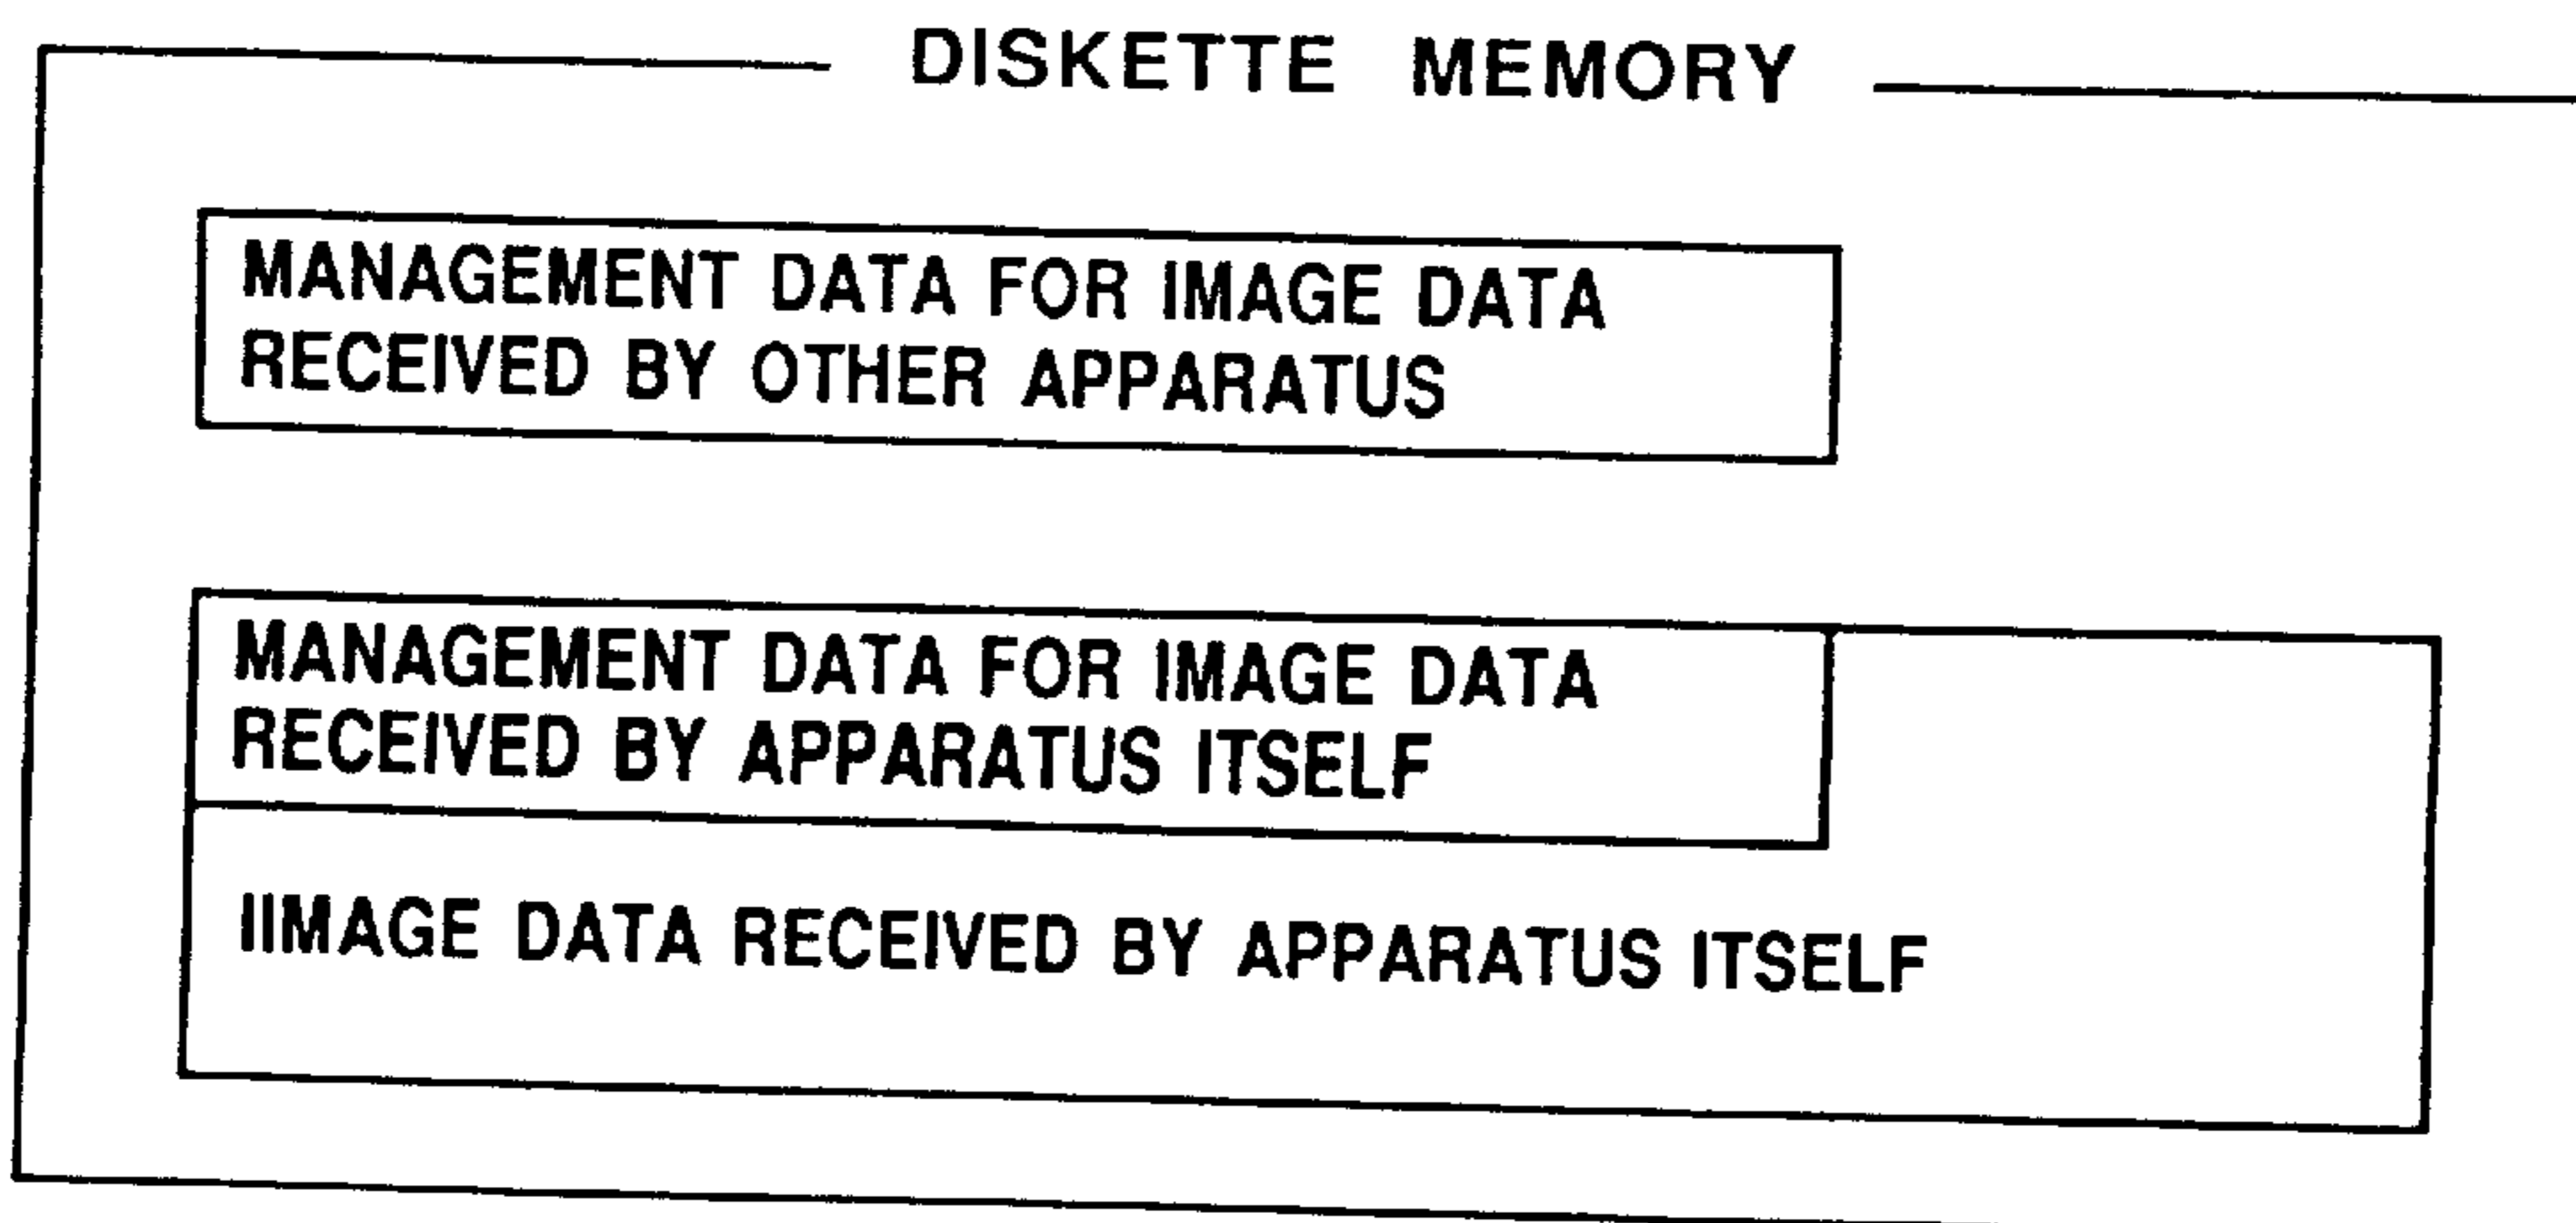 DISKETTE MEMORY
MANAGEMENT DATA FOR IMAGE DATA
RECEIVED BY OTHER APPARATUS
MANAGEMENT DATA FOR IMAGE DATA
RECEIVED BY APPARATUS ITSELF
IIMAGE DATA RECEIVED BY APPARATUS ITSELF